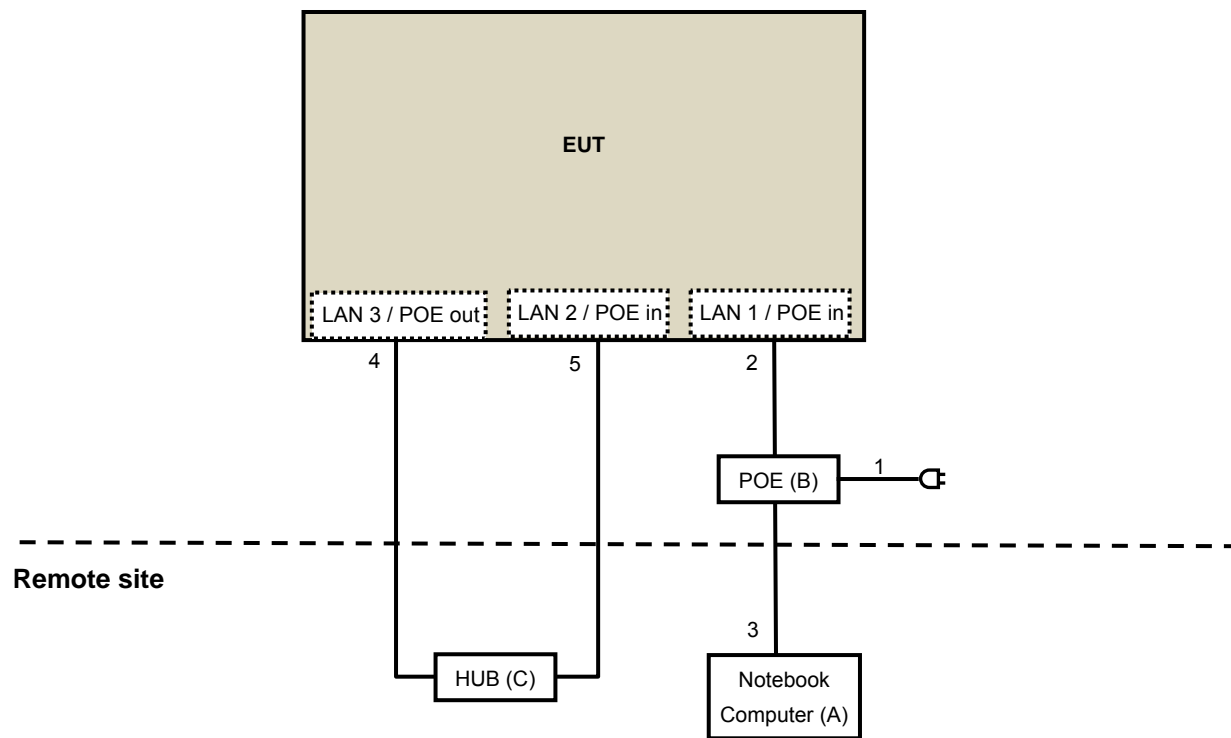 EUT
LAN 3 / POE out
LAN 2 / POE in
LAN 1 / POE in
4
5
2
POE (B)
1
Remote site
3
HUB (C)
Notebook
Computer (A)